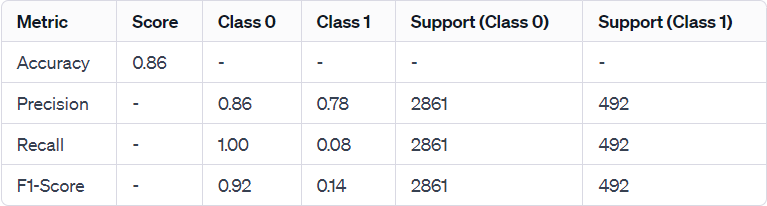 Metric Score Class 0 Class 1 Support (Class 0) Support (Class 1)
Accuracy 0.86 - - - -
Precision - 0.86 0.78 2861 492
Recall - 1.00 0.08 2861 492
F1-Score - 0.92 0.14 2861 492